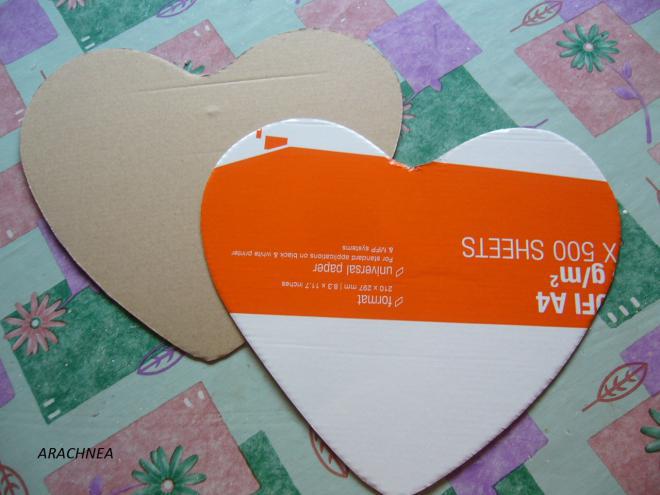 A4
g/m²
X 500 SHEETS
format
210 x 297 mm | 8.3 x 11.7 inches
universal paper
For standard applications on black & white printer
& MFP systems
ARACHNEA